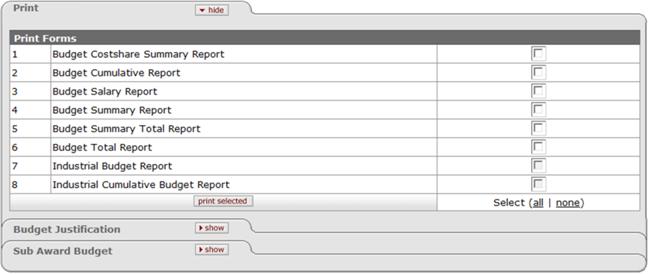 Print hide
Print Forms
1 Budget Costshare Summary Report
2 Budget Cumulative Report
3 Budget Salary Report
4 Budget Summary Report
5 Budget Summary Total Report
6 Budget Total Report
7 Industrial Budget Report
8 Industrial Cumulative Budget Report
print selected Select (all | none)
Budget Justification show
Sub Award Budget show